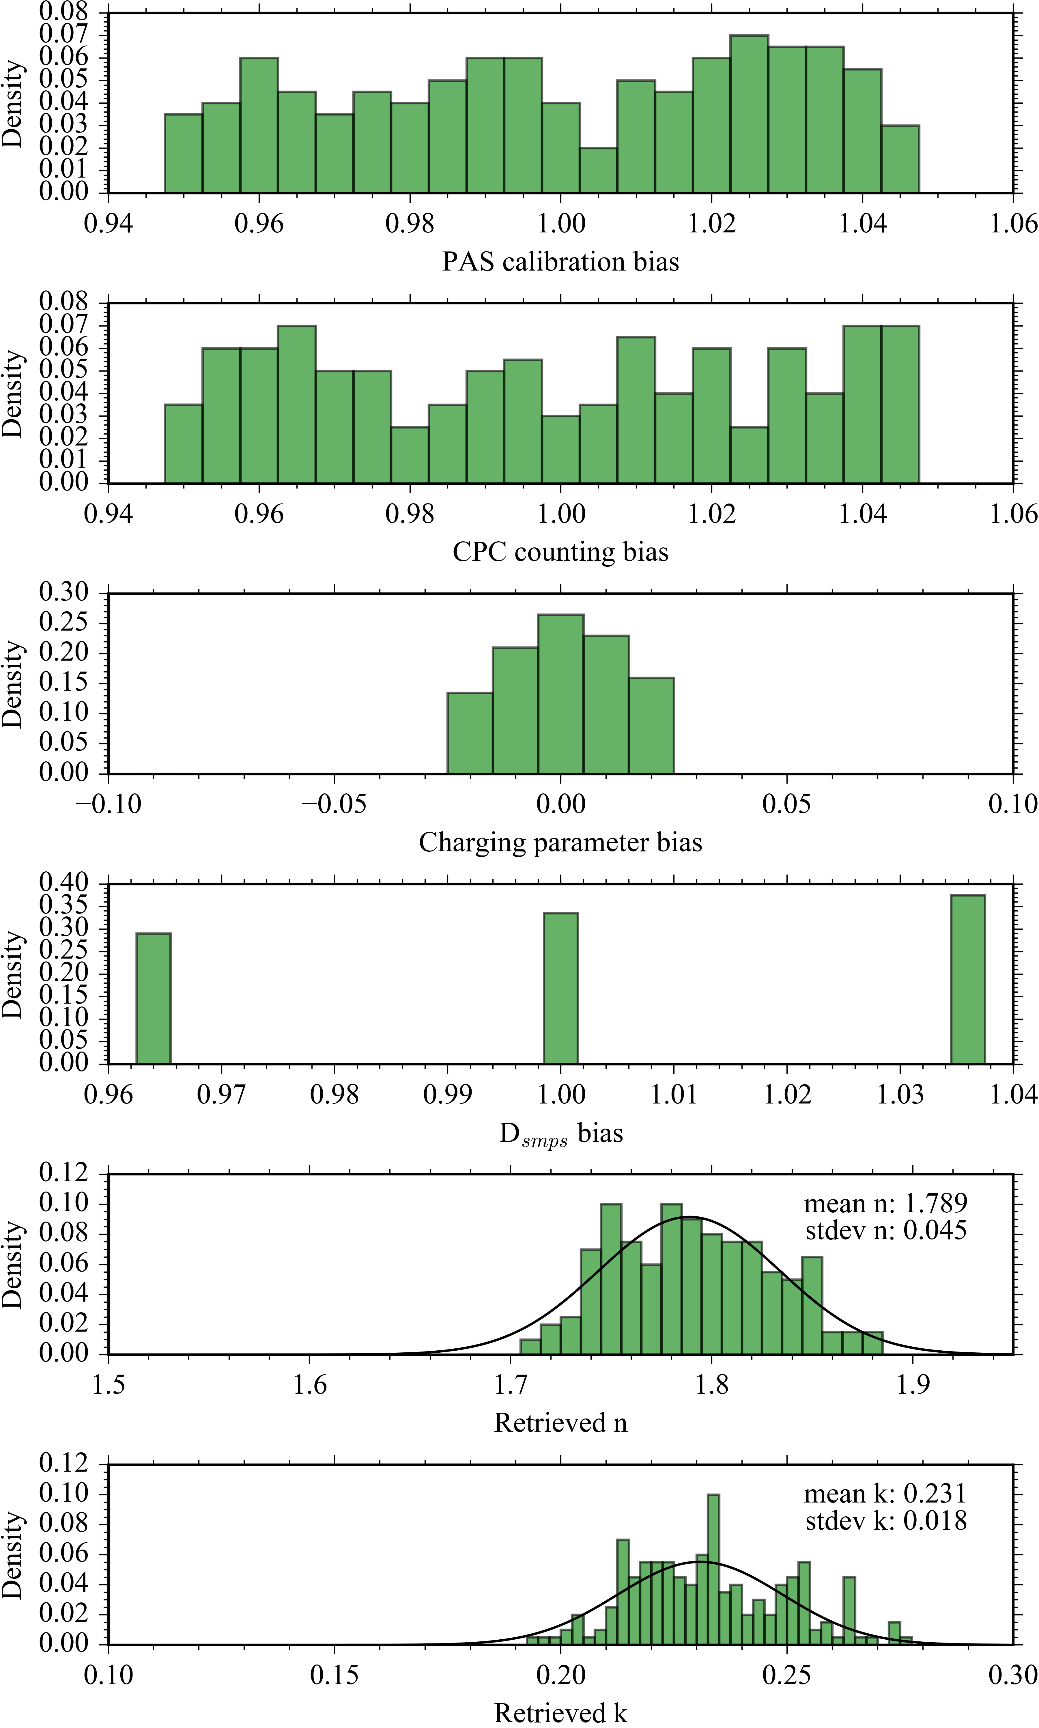 0.08
0.07
0.06
0.05
0.04
0.03
0.02
0.01
0.00
Density
0.94 0.96 0.98 1.00 1.02 1.04 1.06
PAS calibration bias
0.08
0.07
0.06
0.05
0.04
0.03
0.02
0.01
0.00
Density
0.94 0.96 0.98 1.00 1.02 1.04 1.06
CPC counting bias
0.30
0.25
0.20
0.15
0.10
0.05
0.00
Density
−0.10 −0.05 0.00 0.05 0.10
Charging parameter bias
0.40
0.35
0.30
0.25
0.20
0.15
0.10
0.05
0.00
Density
0.96 0.97 0.98 0.99 1.00 1.01 1.02 1.03 1.04
D_smps bias
0.12
0.10
0.08
0.06
0.04
0.02
0.00
Density
mean n: 1.789
stdev n: 0.045
1.5 1.6 1.7 1.8 1.9
Retrieved n
0.12
0.10
0.08
0.06
0.04
0.02
0.00
Density
mean k: 0.231
stdev k: 0.018
0.10 0.15 0.20 0.25 0.30
Retrieved k